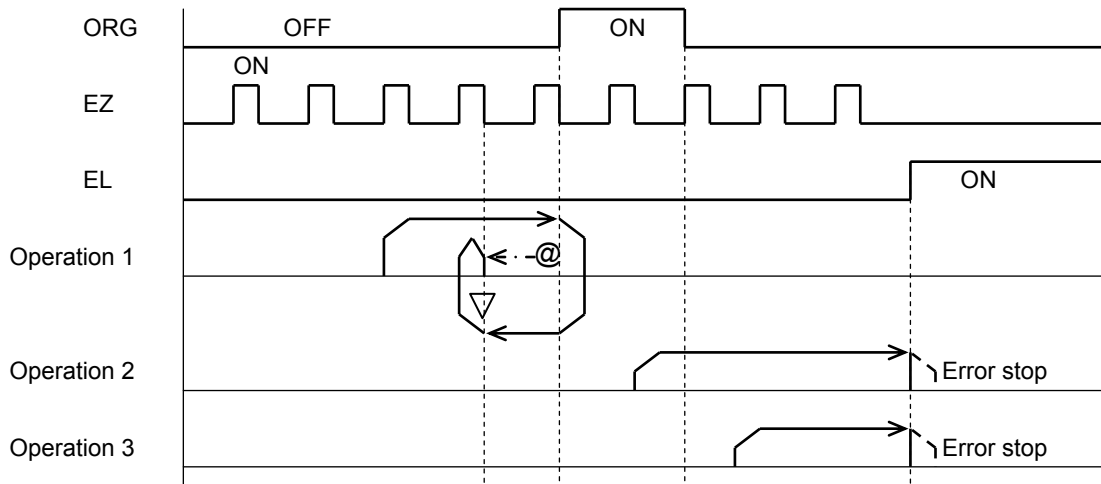 ORG OFF ON
ON
EZ
EL ON
Operation 1 @
Operation 2 Error stop
Operation 3 Error stop